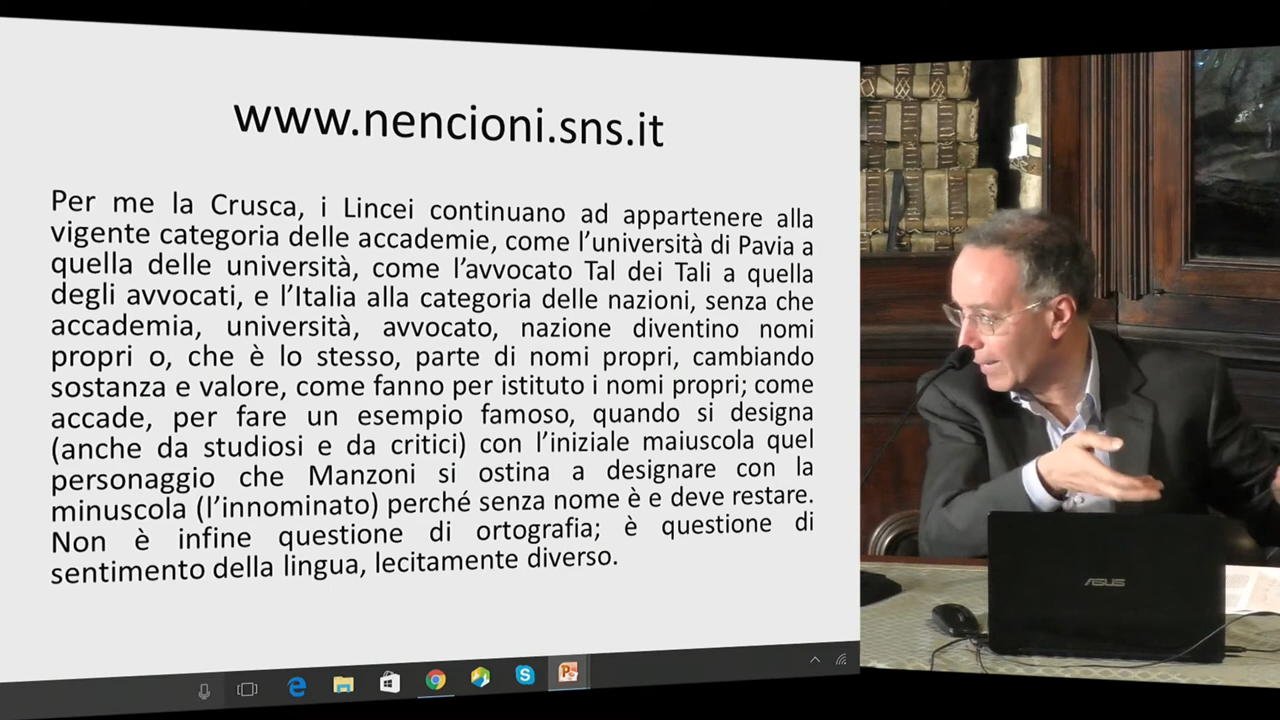 www.nencioni.sns.it
Per me la Crusca, i Lincei continuano ad appartenere alla
vigente categoria delle accademie, come l’università di Pavia a
quella delle università, come l’avvocato Tal dei Tali a quella
degli avvocati, e l’Italia alla categoria delle nazioni, senza che
accademia, università, avvocato, nazione diventino nomi
propri o, che è lo stesso, parte di nomi propri, cambiando
sostanza e valore, come fanno per istituto i nomi propri; come
accade, per fare un esempio famoso, quando si designa
(anche da studiosi e da critici) con l’iniziale maiuscola quel
personaggio che Manzoni si ostina a designare con la
minuscola (l’innominato) perché senza nome è e deve restare.
Non è infine questione di ortografia; è questione di
sentimento della lingua, lecitamente diverso.
ASUS